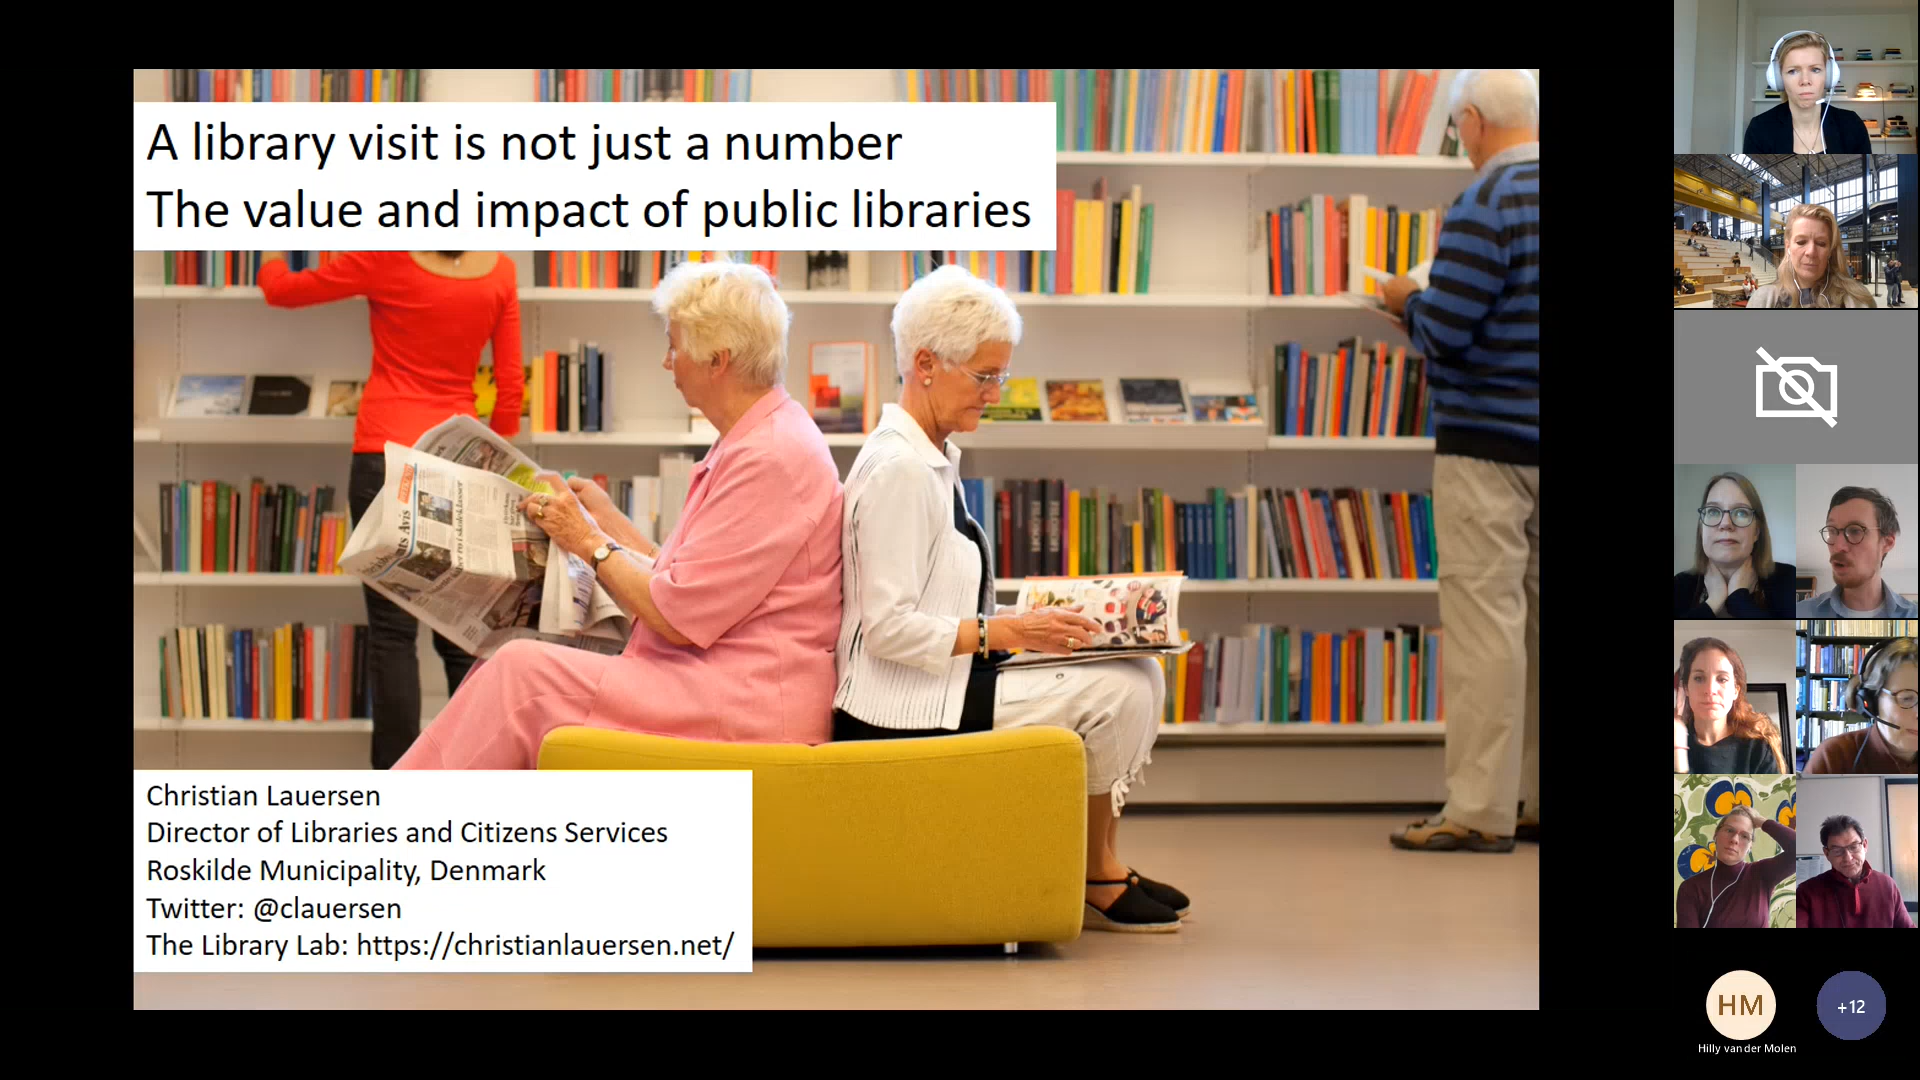 A library visit is not just a number
The value and impact of public libraries
Christian Lauersen
Director of Libraries and Citizens Services
Roskilde Municipality, Denmark
Twitter: @clauersen
The Library Lab: https://christianlauersen.net/
HM
+12
Hilly van der Molen